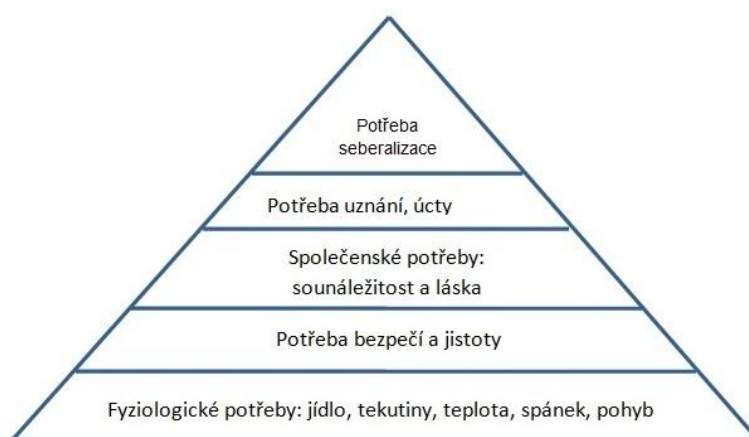 Potřeba
seberalizace
Potřeba uznání, úcty
Společenské potřeby:
sounáležitost a láska
Potřeba bezpečí a jistoty
Fyziologické potřeby: jídlo, tekutiny, teplota, spánek, pohyb